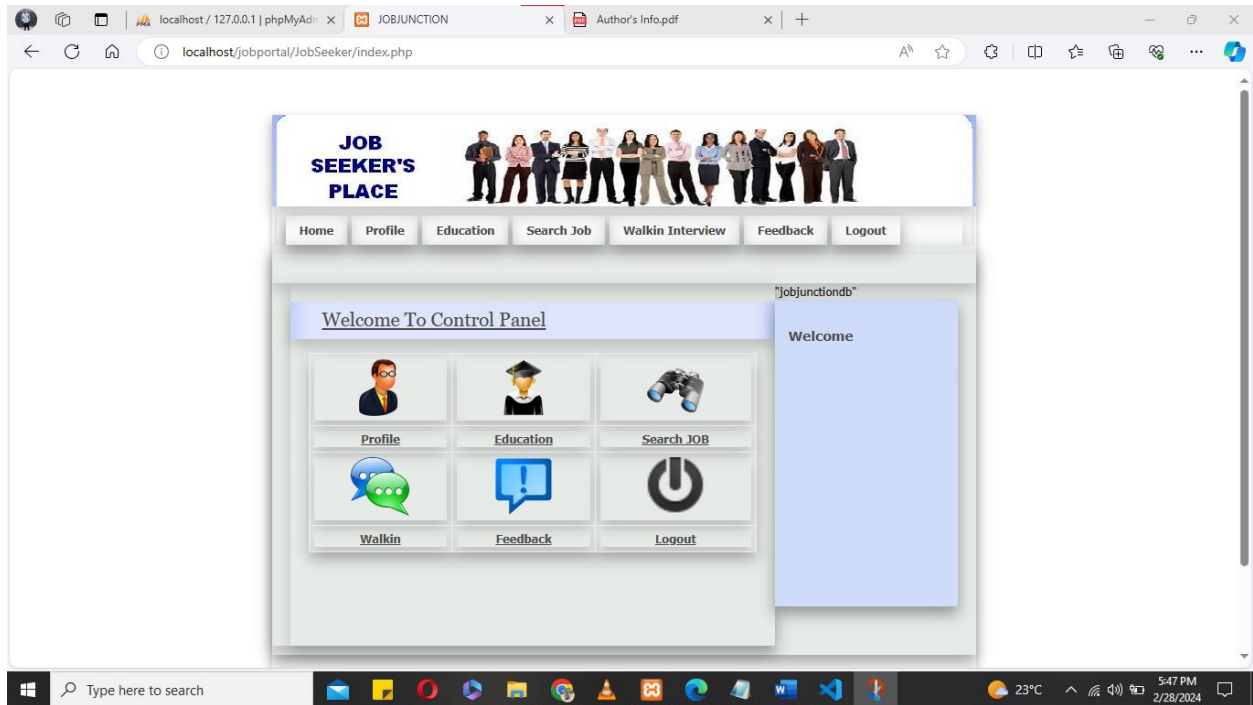 localhost / 127.0.0.1 | phpMyAdm
JOBJUNCTION
Author's Info.pdf
localhost/jobportal/JobSeeker/index.php
JOB
SEEKER'S
PLACE
Home Profile Education Search Job Walkin Interview Feedback Logout
"jobjunctiondb"
Welcome To Control Panel
Welcome
Profile Education Search JOB
Walkin Feedback Logout
Type here to search
23°C
5:47 PM
2/28/2024